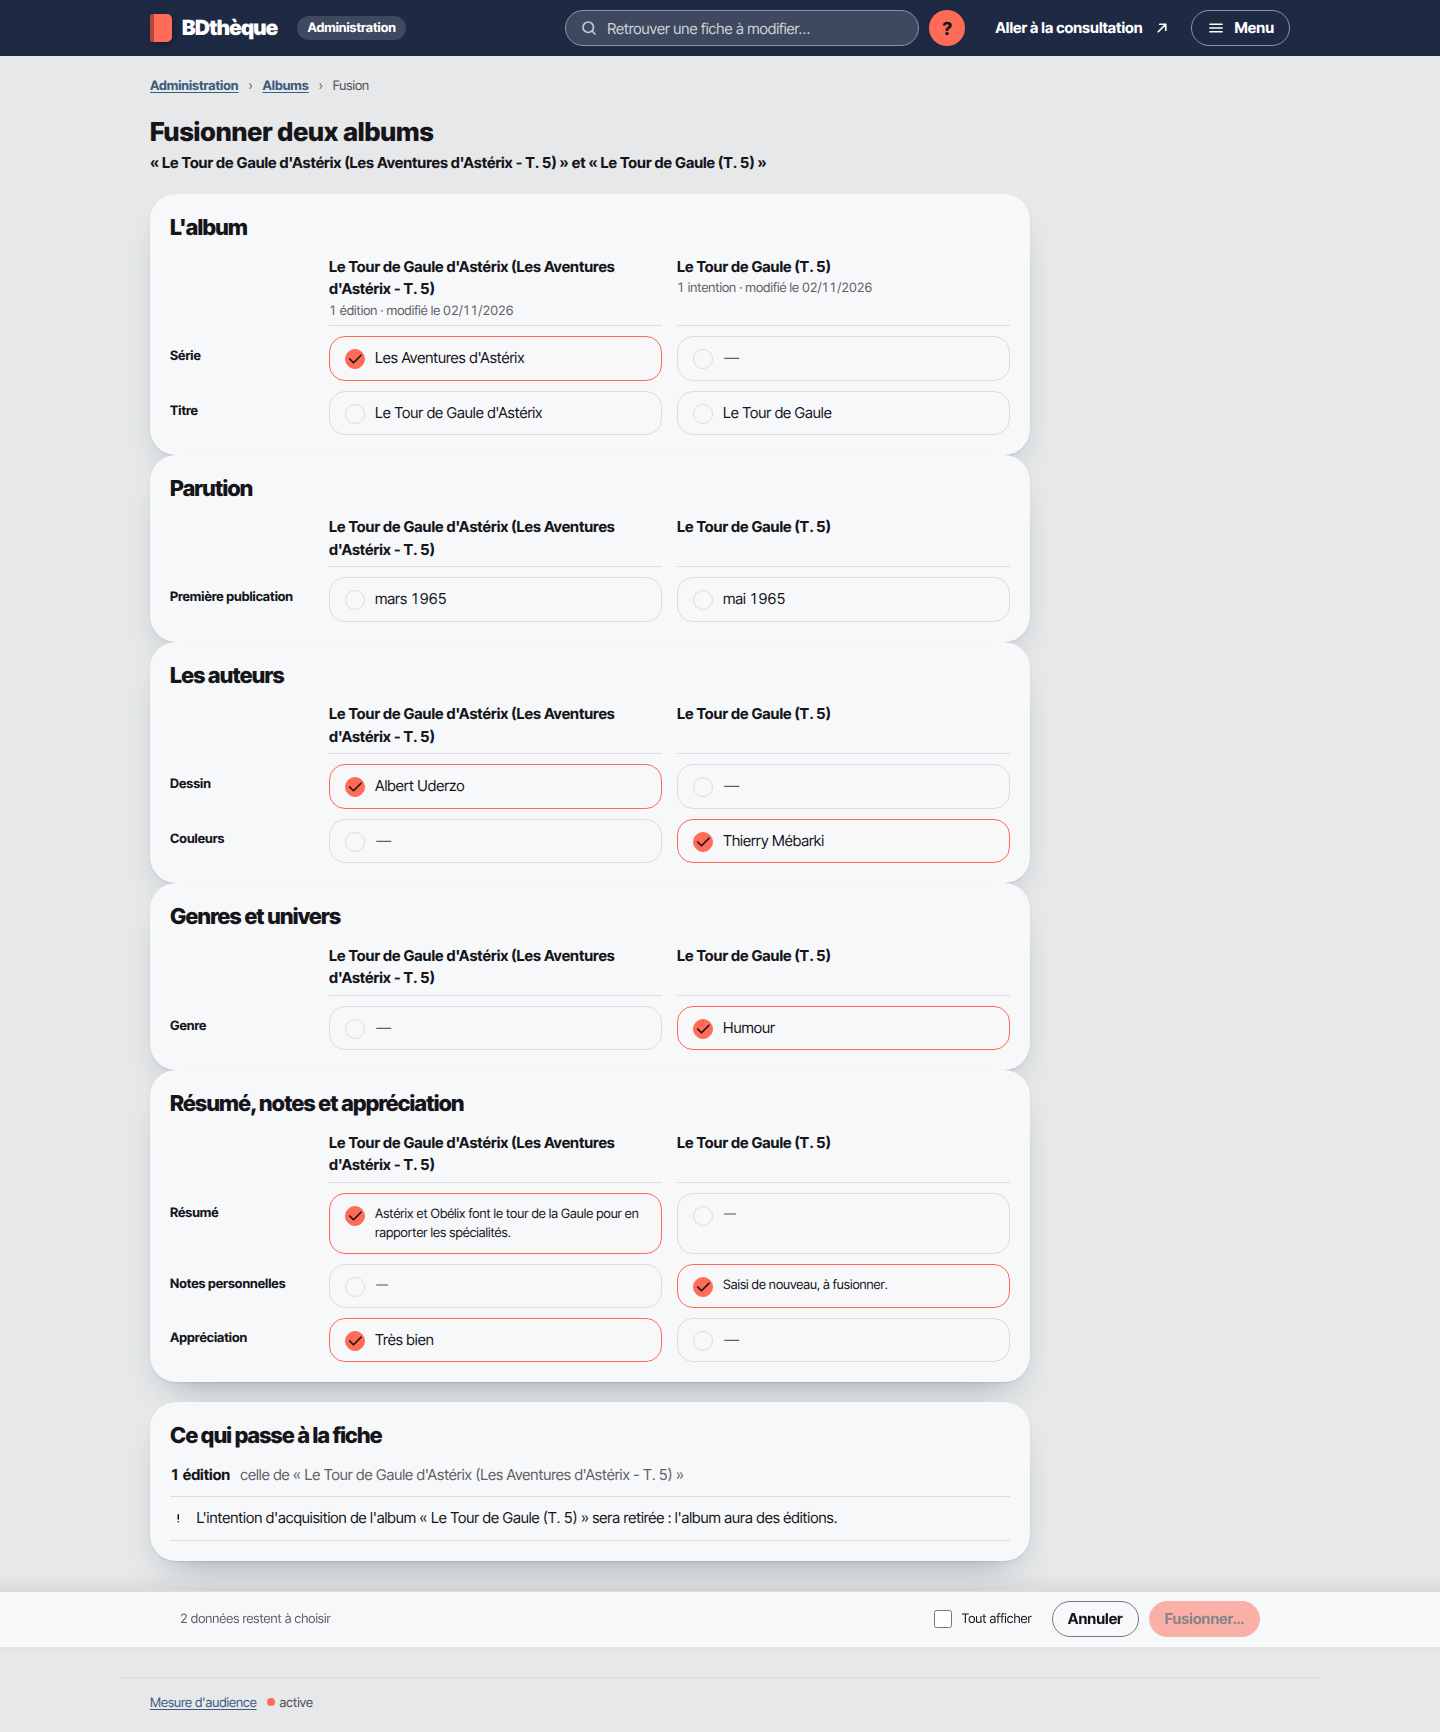 BDthèque Administration Retrouver une fiche à modifier... ? Aller à la consultation Menu
Administration › Albums › Fusion
Fusionner deux albums
« Le Tour de Gaule d'Astérix (Les Aventures d'Astérix - T. 5) » et « Le Tour de Gaule (T. 5) »
L'album
Le Tour de Gaule d'Astérix (Les Aventures
d'Astérix - T. 5)
1 édition · modifié le 02/11/2026
Le Tour de Gaule (T. 5)
1 intention · modifié le 02/11/2026
Série Les Aventures d'Astérix —
Titre Le Tour de Gaule d'Astérix Le Tour de Gaule
Parution
Le Tour de Gaule d'Astérix (Les Aventures
d'Astérix - T. 5)
Le Tour de Gaule (T. 5)
Première publication mars 1965 mai 1965
Les auteurs
Le Tour de Gaule d'Astérix (Les Aventures
d'Astérix - T. 5)
Le Tour de Gaule (T. 5)
Dessin Albert Uderzo —
Couleurs — Thierry Mébarki
Genres et univers
Le Tour de Gaule d'Astérix (Les Aventures
d'Astérix - T. 5)
Le Tour de Gaule (T. 5)
Genre — Humour
Résumé, notes et appréciation
Le Tour de Gaule d'Astérix (Les Aventures
d'Astérix - T. 5)
Le Tour de Gaule (T. 5)
Résumé Astérix et Obélix font le tour de la Gaule pour en —
rapporter les spécialités.
Notes personnelles — Saisi de nouveau, à fusionner.
Appréciation Très bien —
Ce qui passe à la fiche
1 édition celle de « Le Tour de Gaule d'Astérix (Les Aventures d'Astérix - T. 5) »
! L'intention d'acquisition de l'album « Le Tour de Gaule (T. 5) » sera retirée : l'album aura des éditions.
2 données restent à choisir Tout afficher Annuler Fusionner...
Mesure d'audience active